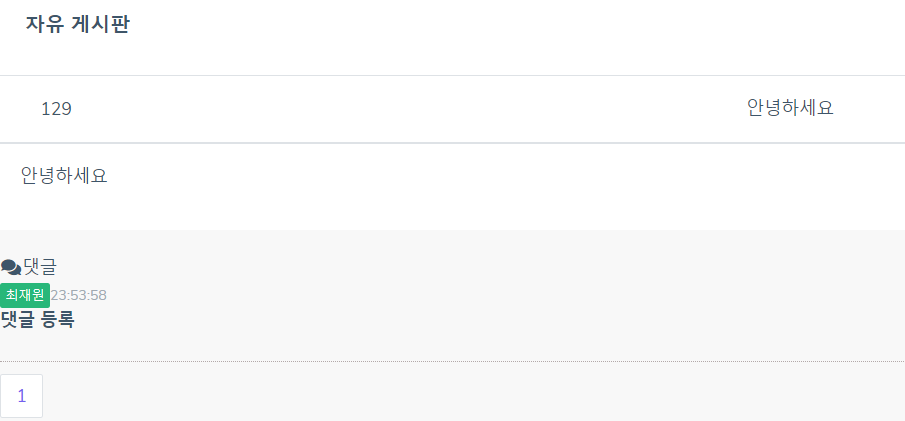 자유 게시판
129 안녕하세요
안녕하세요
댓글
최재원 23:53:58
댓글 등록
1